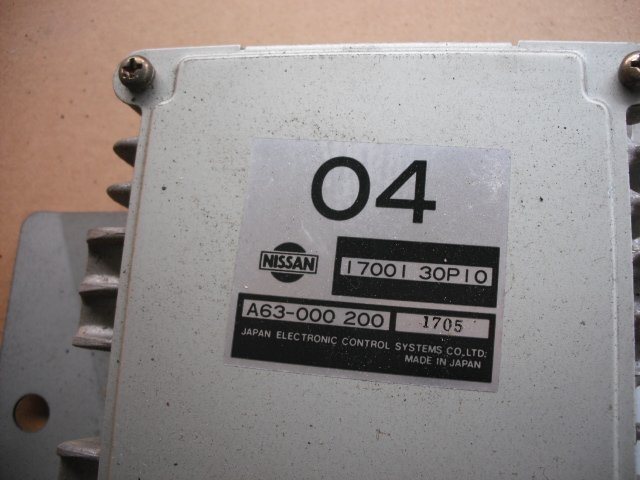 04
NISSAN
17001 30P10
A63-000 200
1705
JAPAN ELECTRONIC CONTROL SYSTEMS CO.,LTD.
MADE IN JAPAN